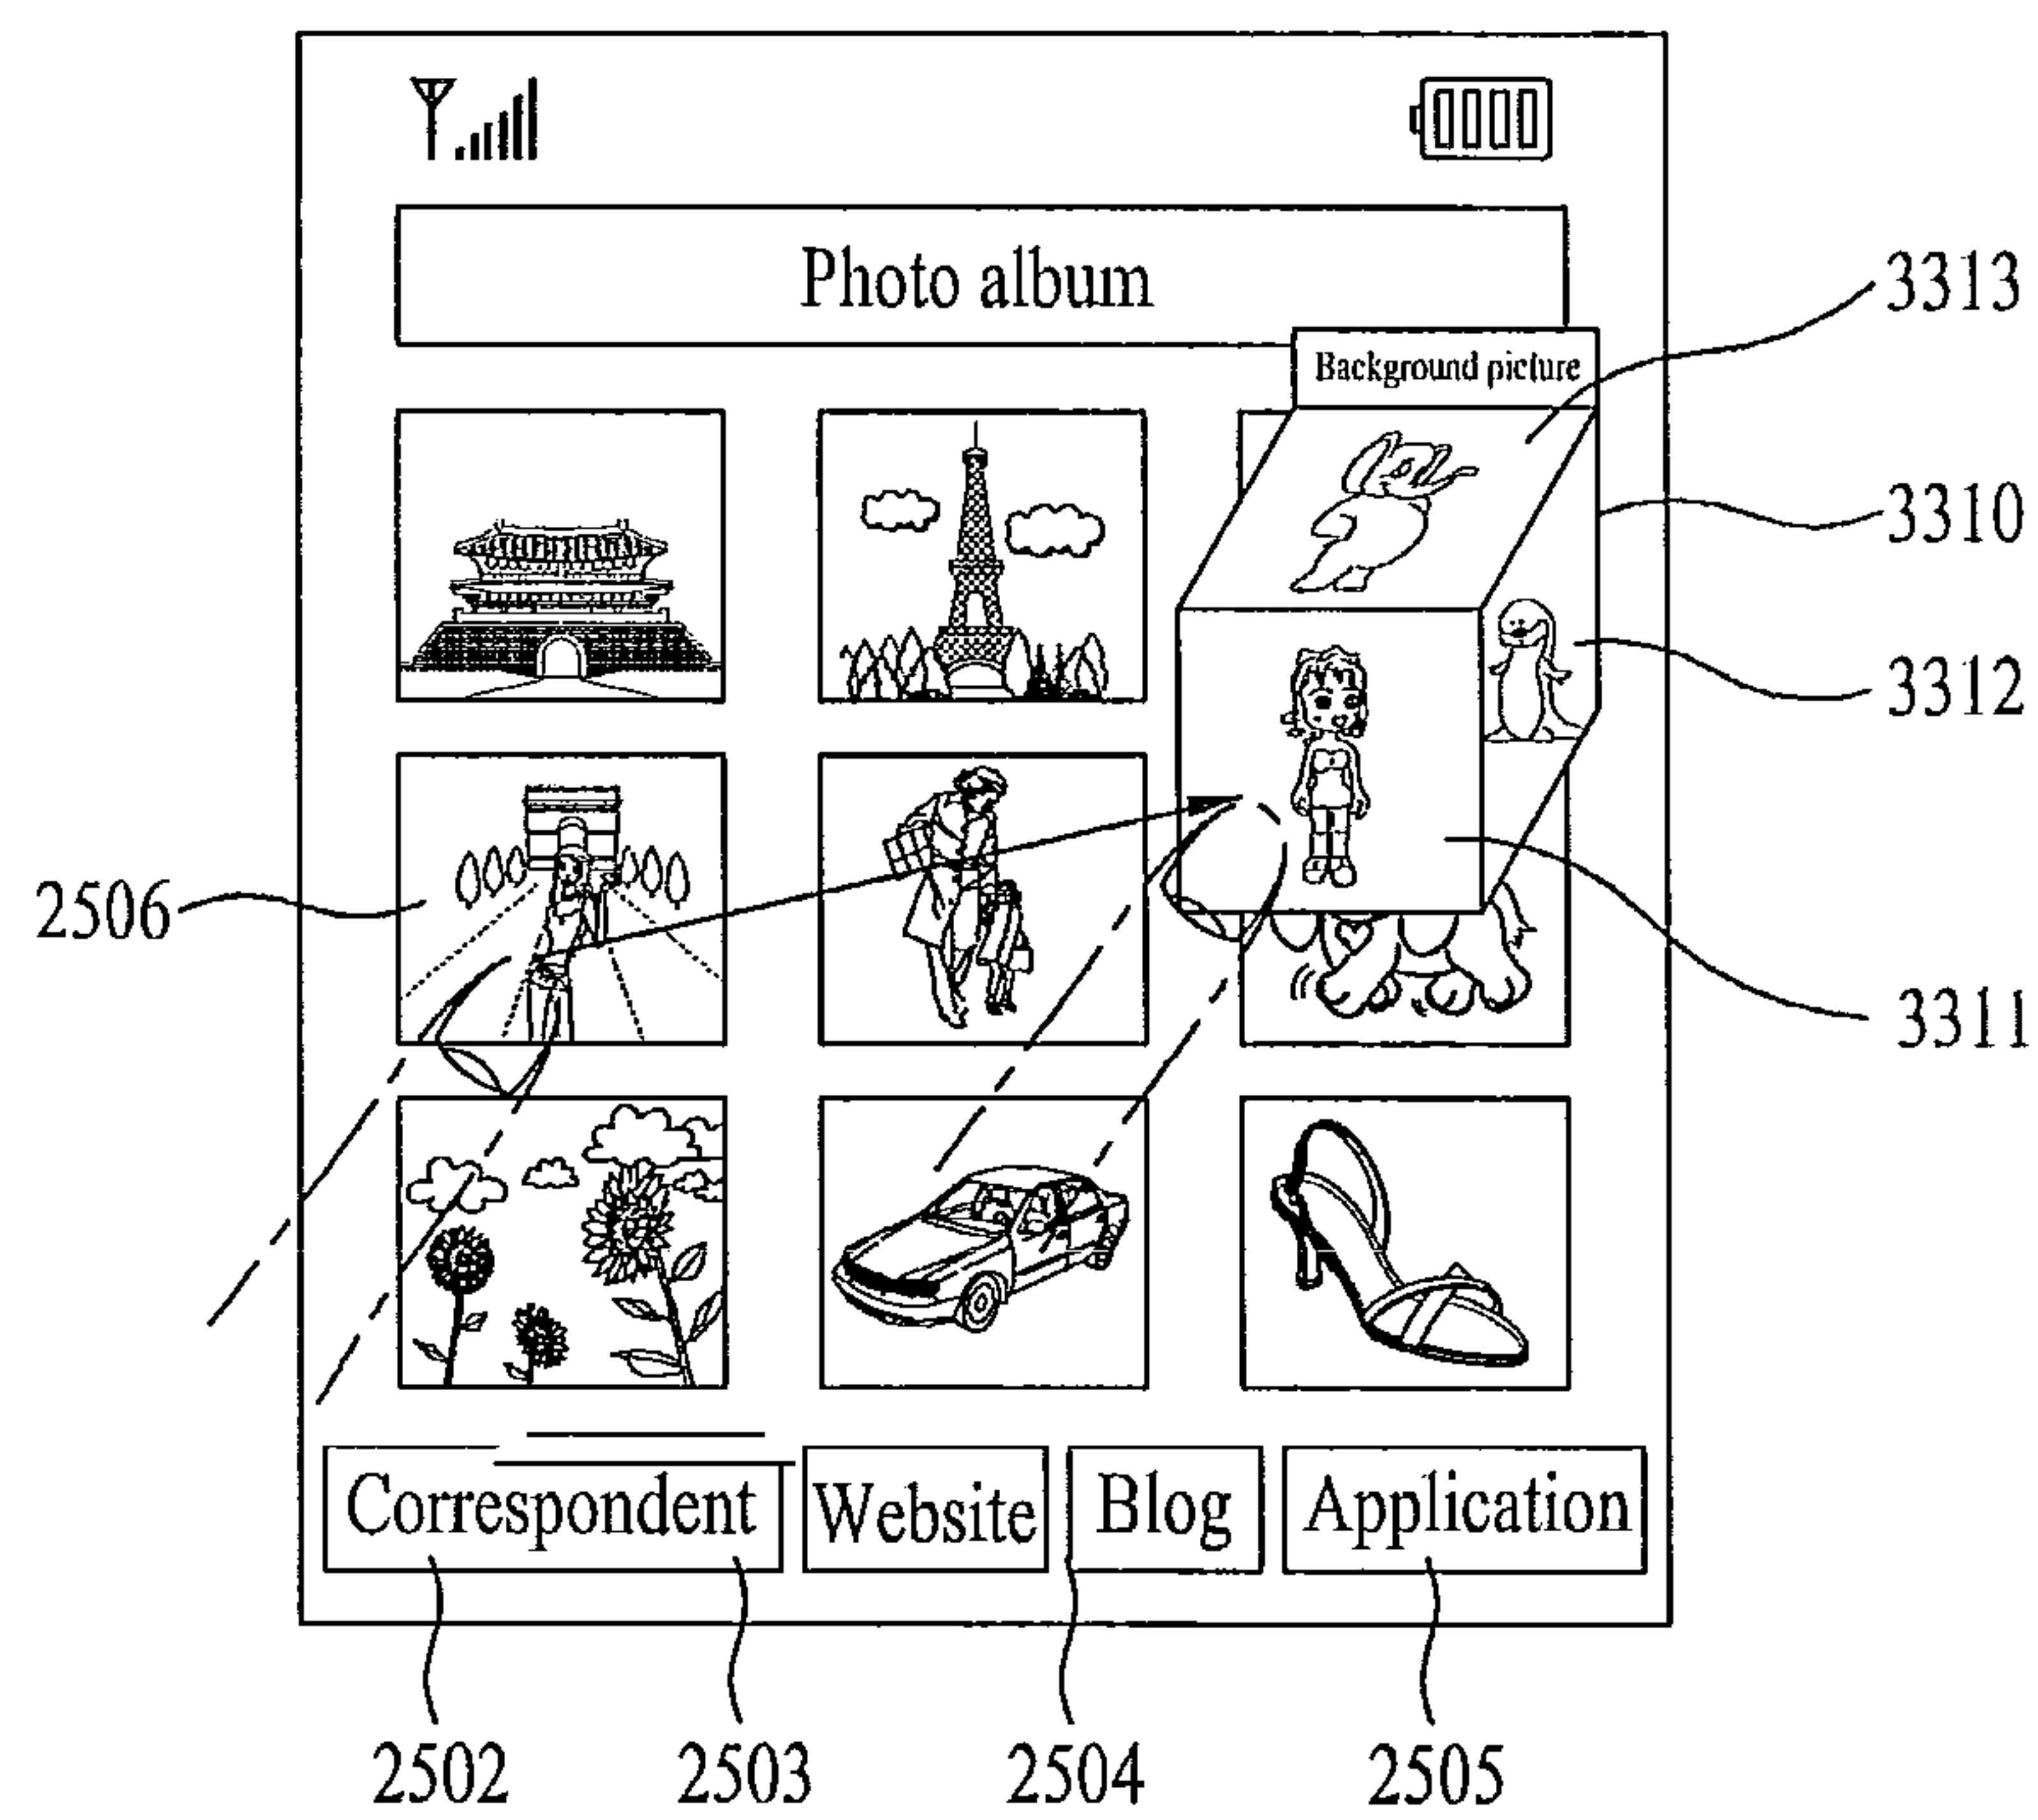 Photo album
3313
Background picture
3310
3312
2506
3311
Correspondent Website Blog Application
2502 2503 2504 2505